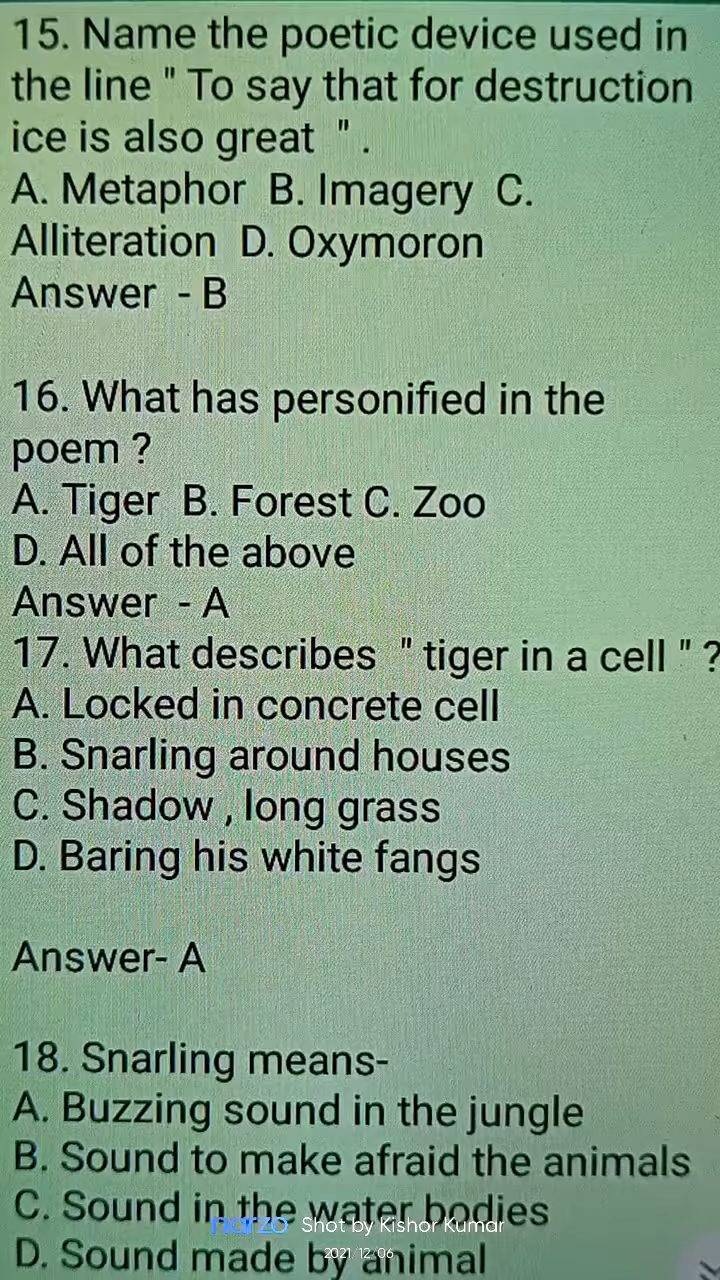 15. Name the poetic device used in
the line " To say that for destruction
ice is also great " .
A. Metaphor B. Imagery C.
Alliteration D. Oxymoron
Answer - B
16. What has personified in the
poem ?
A. Tiger B. Forest C. Zoo
D. All of the above
Answer - A
17. What describes " tiger in a cell " ?
A. Locked in concrete cell
B. Snarling around houses
C. Shadow , long grass
D. Baring his white fangs
Answer- A
18. Snarling means-
A. Buzzing sound in the jungle
B. Sound to make afraid the animals
C. Sound in the water bodies
narzo Shot by Kishor Kumar
2021/12/06
D. Sound made by animal